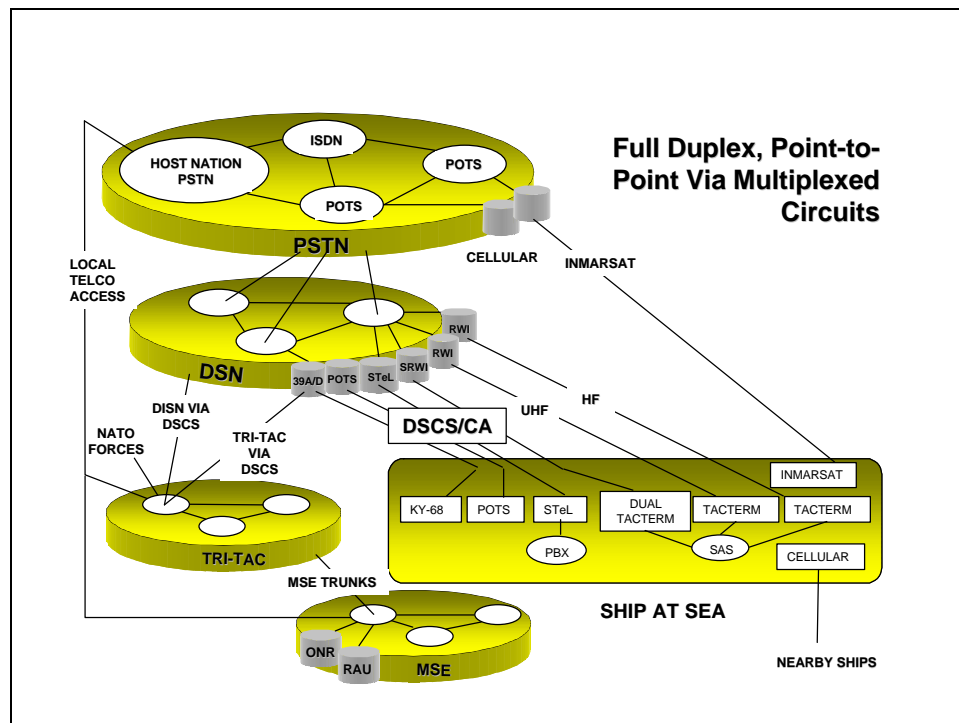 Full Duplex, Point-to-
Point Via Multiplexed
Circuits
HOST NATION
PSTN
ISDN
POTS
POTS
PSTN
CELLULAR
INMARSAT
LOCAL
TELCO
ACCESS
DSN
39A/D
POTS
STeL
SRWI
RWI
RWI
DISN VIA
DSCS
NATO
FORCES
TRI-TAC
VIA
DSCS
DSCS/CA
UHF
HF
TRI-TAC
INMARSAT
KY-68
POTS
STeL
DUAL
TACTERM
TACTERM
TACTERM
PBX
SAS
CELLULAR
MSE TRUNKS
SHIP AT SEA
ONR
RAU
MSE
NEARBY SHIPS